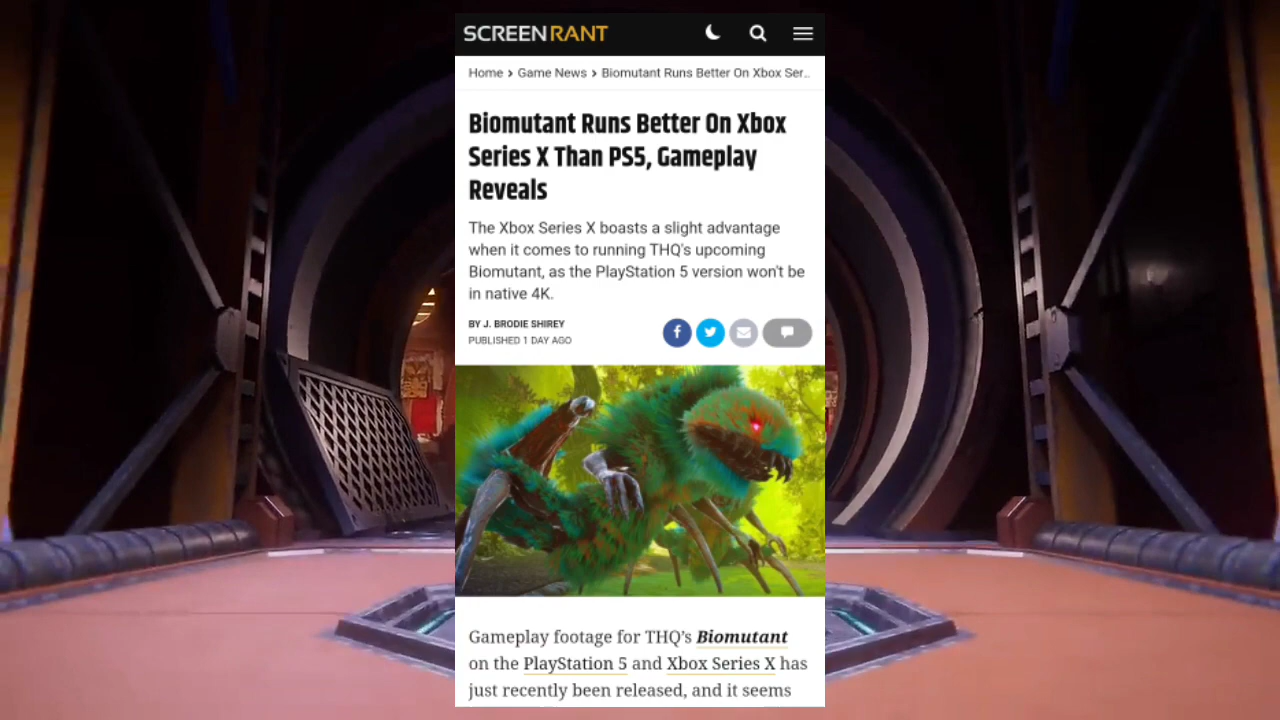 SCREENRANT
Home > Game News > Biomutant Runs Better On Xbox Ser..
Biomutant Runs Better On Xbox
Series X Than PS5, Gameplay
Reveals
The Xbox Series X boasts a slight advantage
when it comes to running THQ's upcoming
Biomutant, as the PlayStation 5 version won't be
in native 4K.
BY J. BRODIE SHIREY
PUBLISHED 1 DAY AGO
Gameplay footage for THQ’s Biomutant
on the PlayStation 5 and Xbox Series X has
just recently been released, and it seems